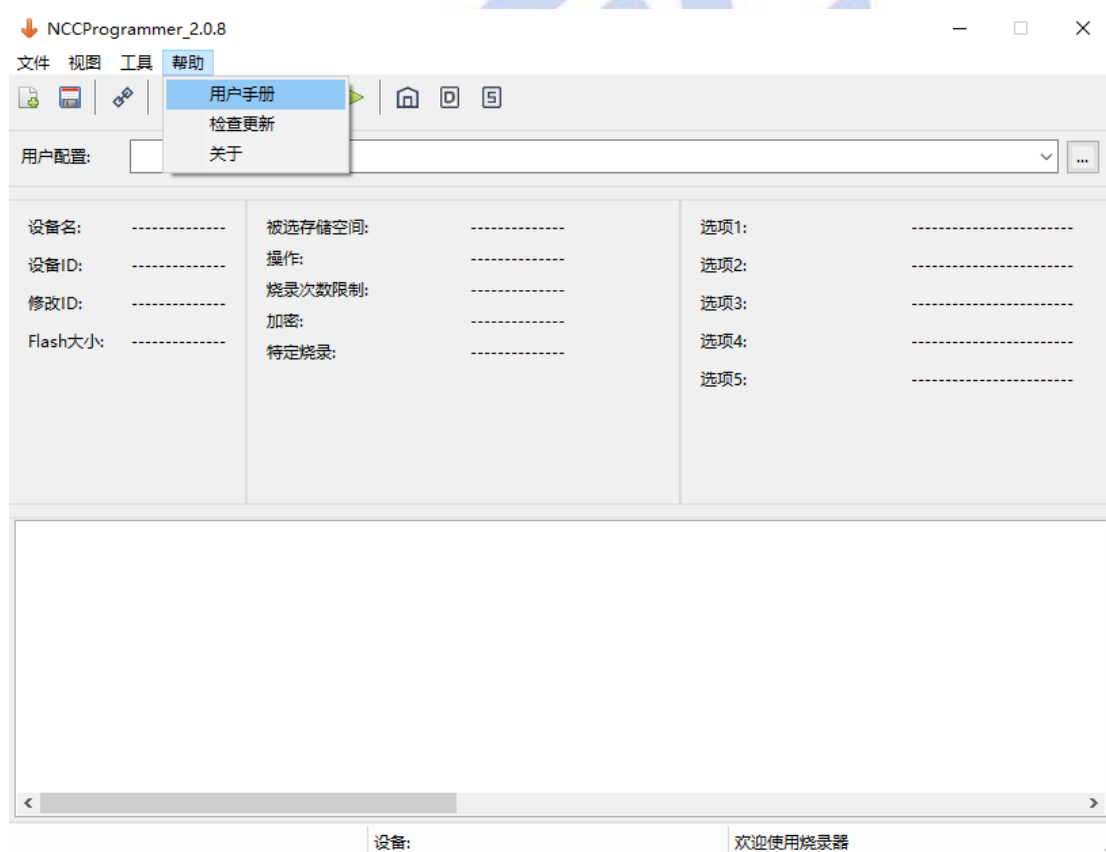 NCCProgrammer_2.0.8
文件 视图 工具 帮助
用户手册
检查更新
关于
用户配置:
...
设备名: --------------
设备ID: --------------
修改ID: --------------
Flash大小: --------------
被选存储空间: --------------
操作: --------------
烧录次数限制: --------------
加密: --------------
特定烧录: --------------
选项1: ------------------------
选项2: ------------------------
选项3: ------------------------
选项4: ------------------------
选项5: ------------------------
设备:
欢迎使用烧录器